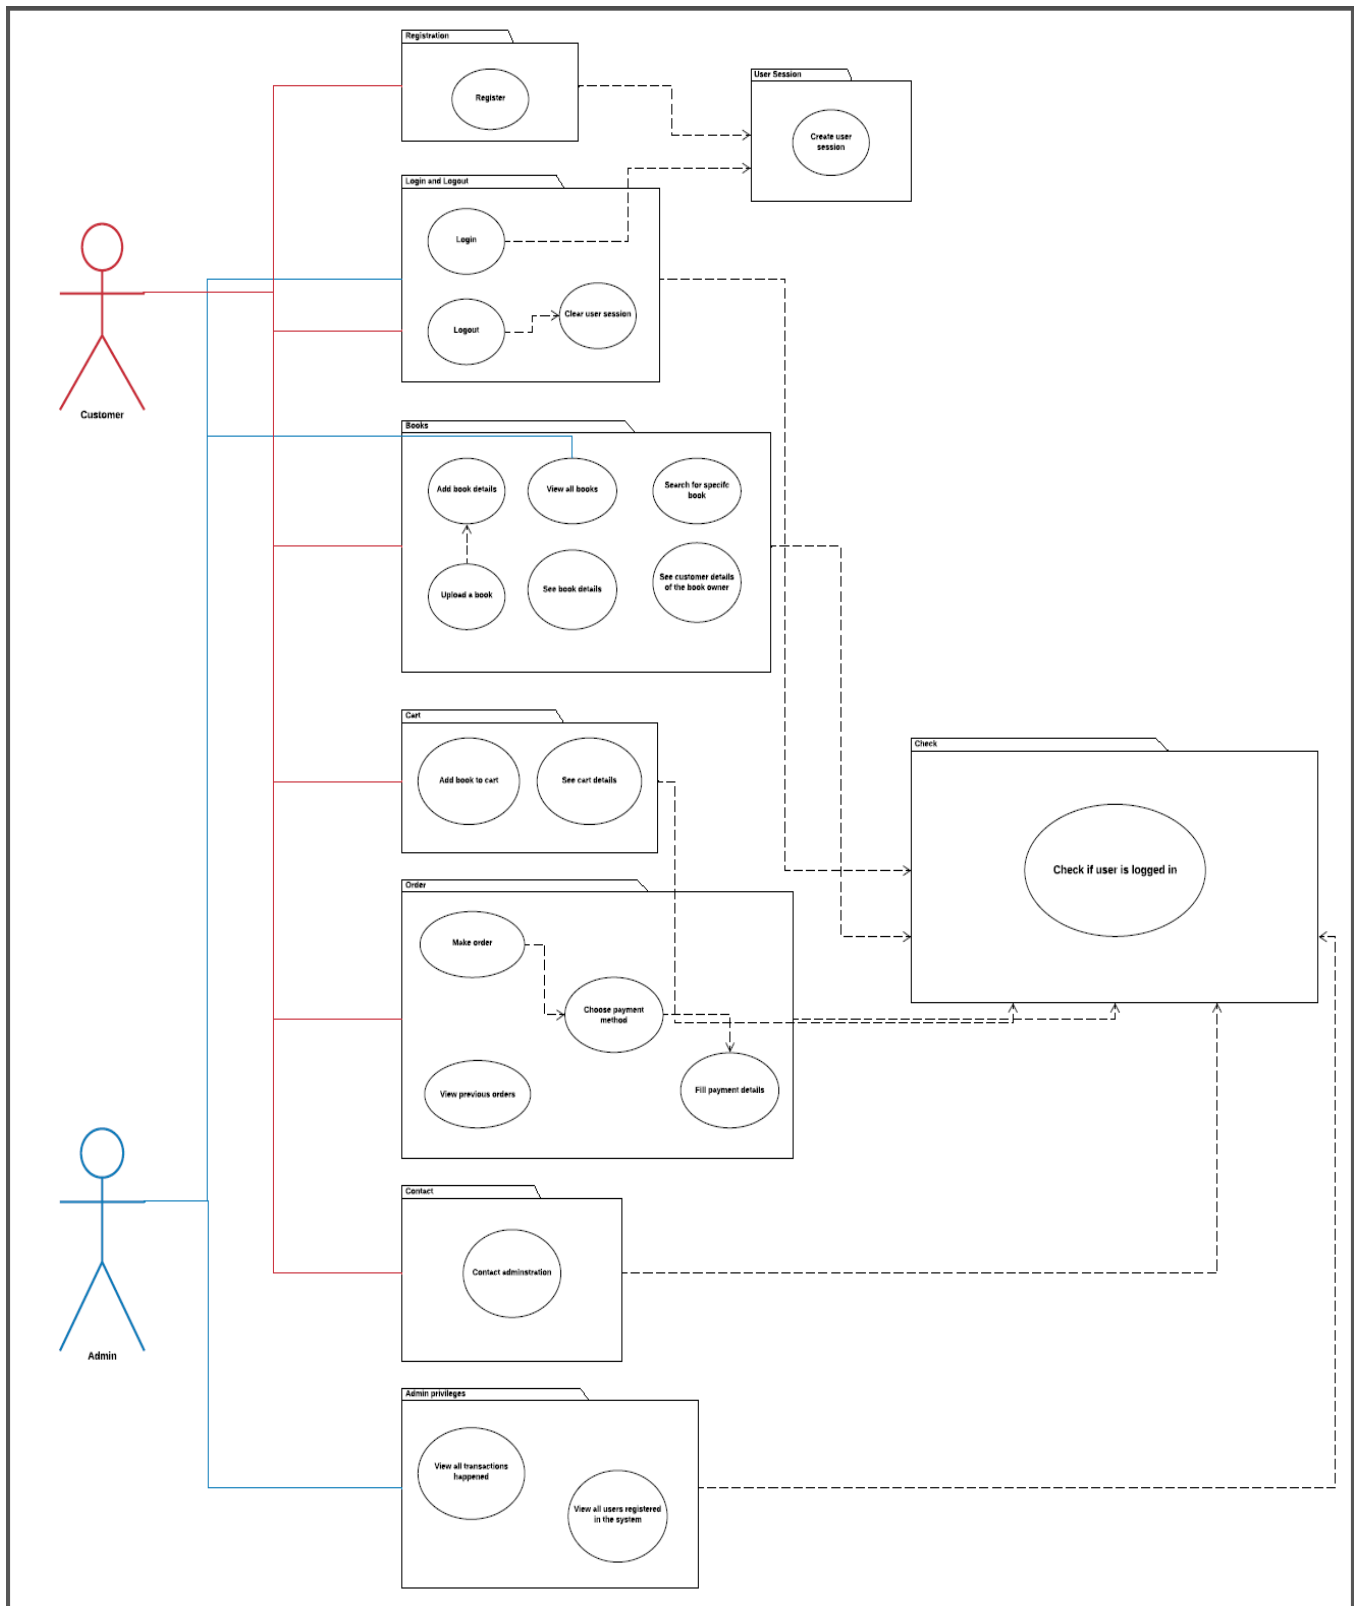 Registration
Register
User Session
Create user
session
Login and Logout
Login
Logout
Clear user session
Customer
Books
Add book details
View all books
Search for specifc
book
Upload a book
See book details
See customer details
of the book owner
Cart
Add book to cart
See cart details
Check
Check if user is logged in
Order
Make order
Choose payment
method
View previous orders
Fill payment details
Admin
Contact
Contact adminstration
Admin privileges
View all transactions
happened
View all users registered
in the system